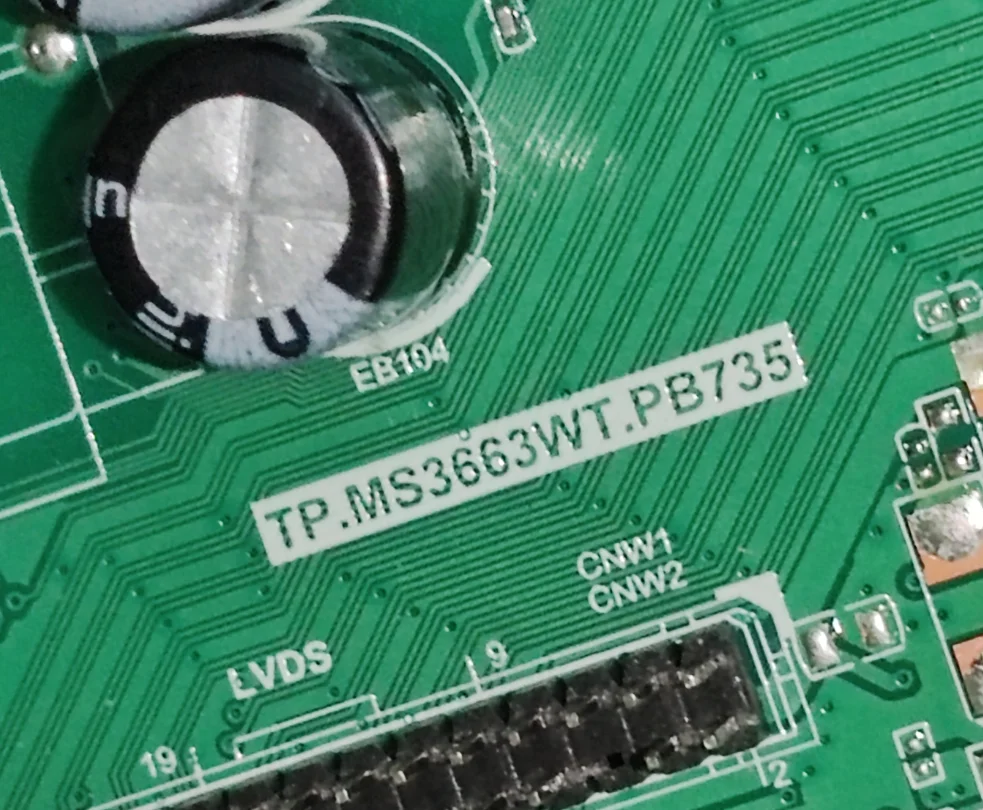 EB104
TP.MS3663WT.PB735
CNW1
CNW2
LVDS
9
19
2